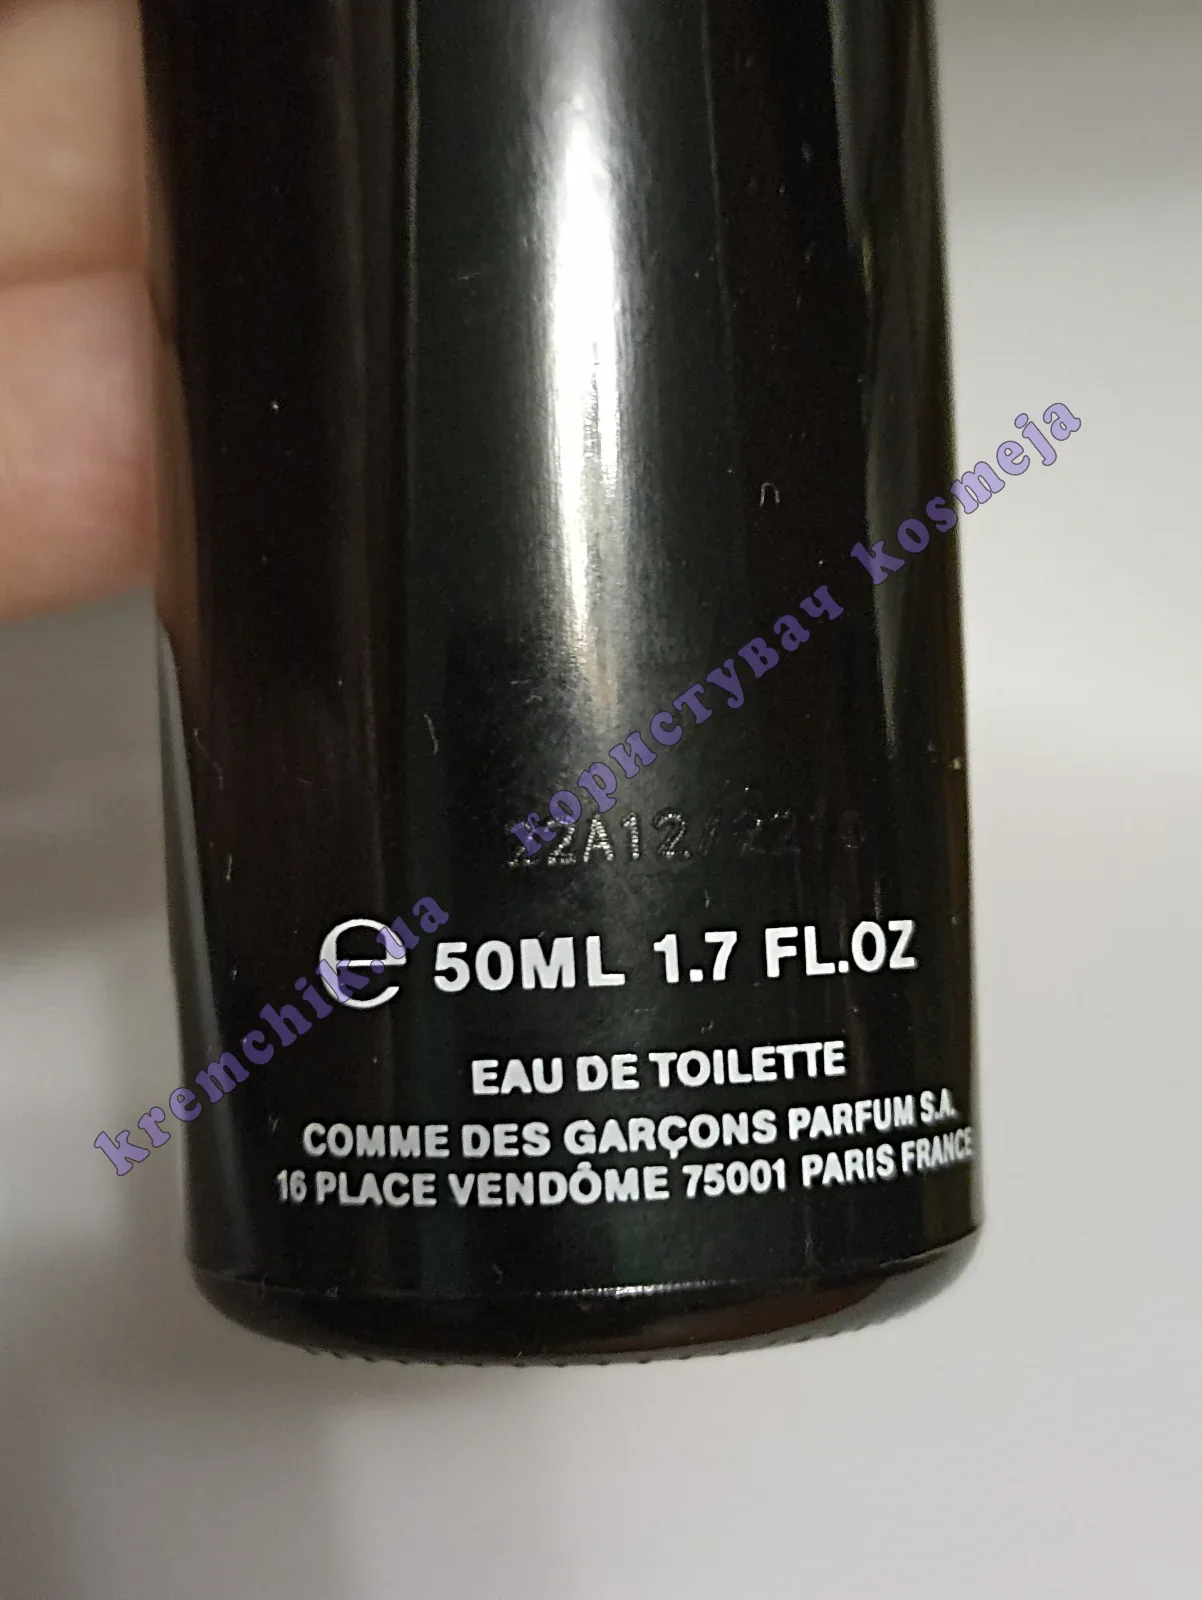 користувач kosmeja
kremchik.ua
℮ 50ML 1.7 FL.OZ
EAU DE TOILETTE
COMME DES GARÇONS PARFUM S.A.
16 PLACE VENDÔME 75001 PARIS FRANCE